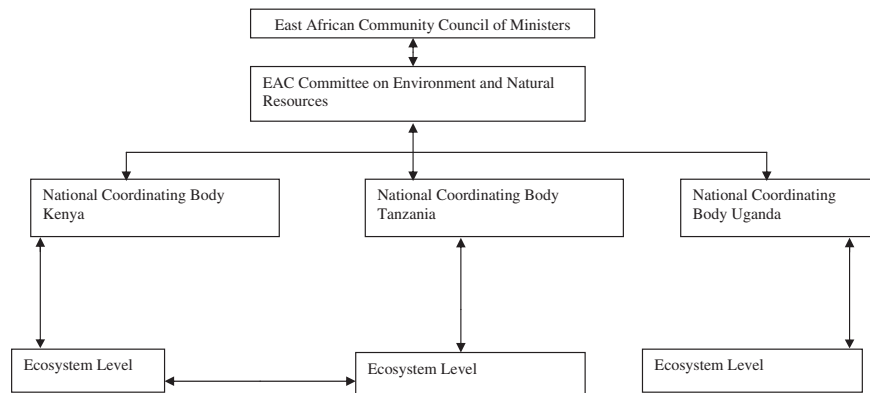 East African Community Council of Ministers
EAC Committee on Environment and Natural
Resources
National Coordinating Body
Kenya
National Coordinating Body
Tanzania
National Coordinating
Body Uganda
Ecosystem Level
Ecosystem Level
Ecosystem Level